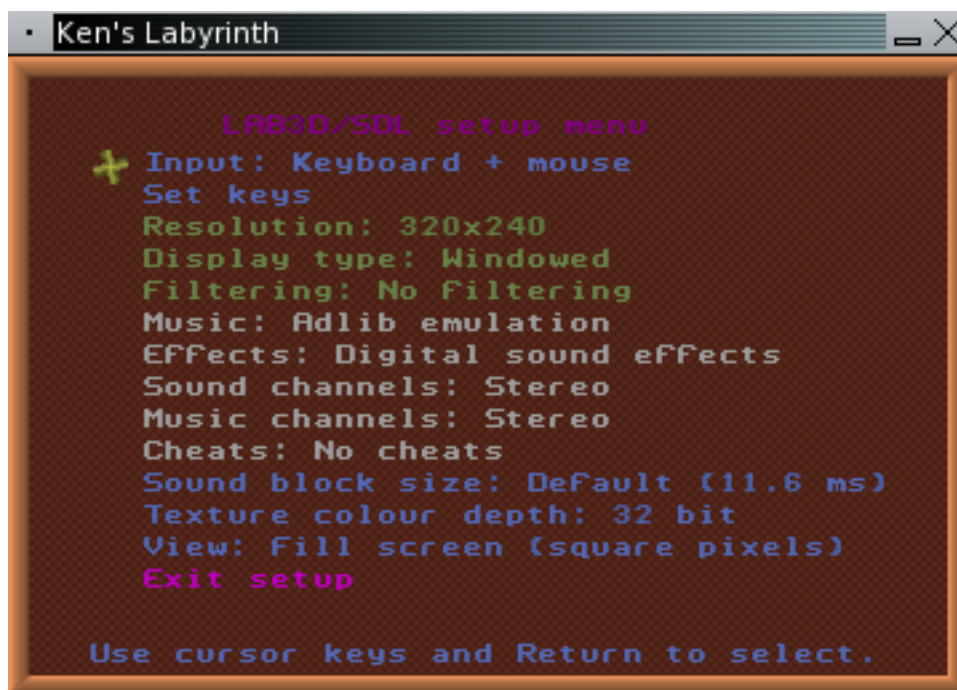 Ken's Labyrinth
LAB3D/SDL setup menu
Input: Keyboard + mouse
Set keys
Resolution: 320x240
Display type: Windowed
Filtering: No filtering
Music: Adlib emulation
Effects: Digital sound effects
Sound channels: Stereo
Music channels: Stereo
Cheats: No cheats
Sound block size: Default (11.6 ms)
Texture colour depth: 32 bit
View: Fill screen (square pixels)
Exit setup
Use cursor keys and Return to select.